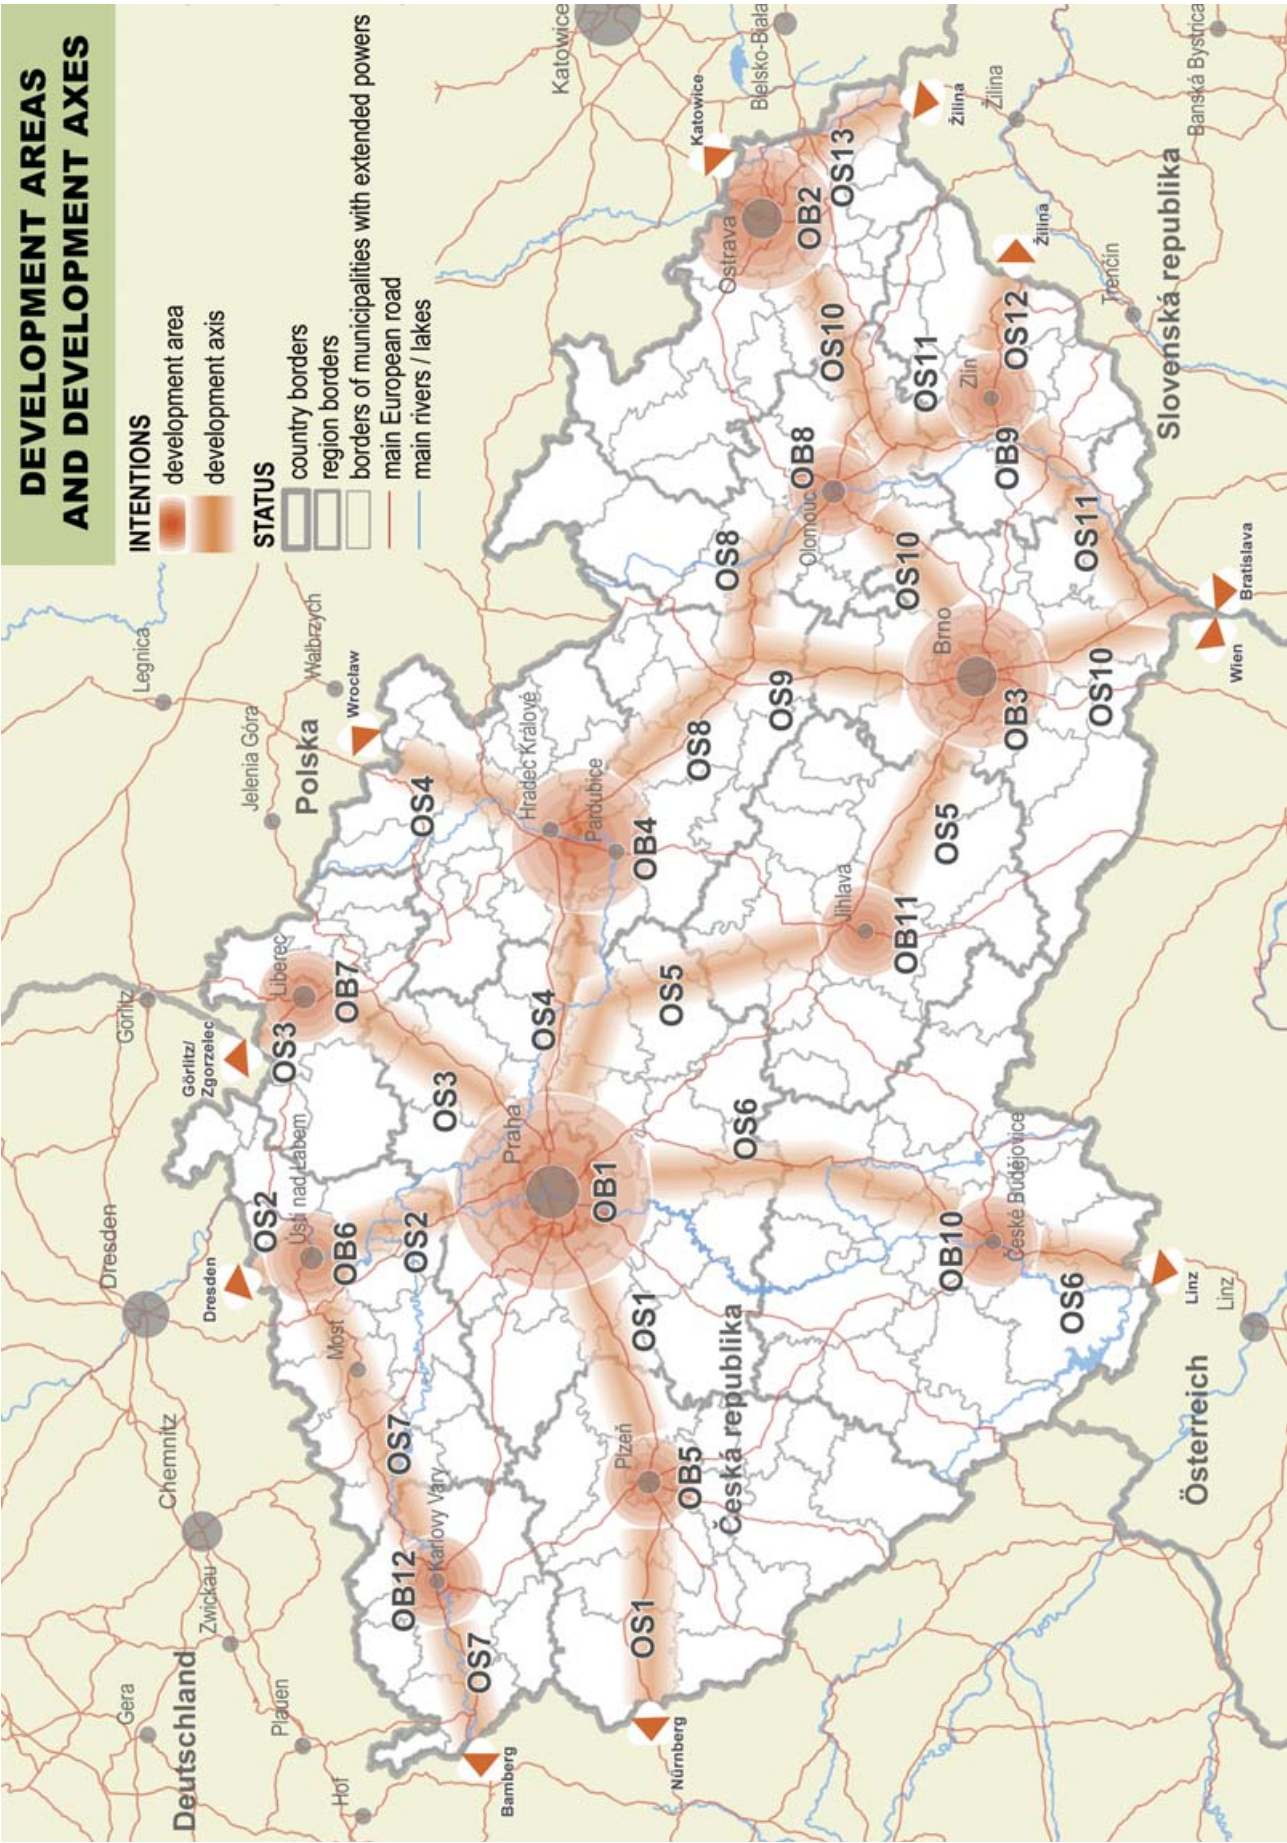 DEVELOPMENT AREAS
AND DEVELOPMENT AXES
INTENTIONS
development area
development axis
STATUS
country borders
region borders
borders of municipalities with extended powers
main European road
main rivers / lakes
Legnica
Wałbrzych
Jelenia Góra
Polska
Wroclaw
Görlitz
Görlitz/
Zgorzelec
Dresden
Dresden
Chemnitz
Zwickau
Gera
Plauen
Hof
Deutschland
Bamberg
Nürnberg
Katowice
Katowice
Bielsko-Biała
Žilina
Žilina
Žilina
Banská Bystrica
Trenčín
Slovenská republika
Bratislava
Wien
Linz
Linz
Österreich
Česká republika
OS2
Ústí nad Labem
OB6
OS2
Most
OS7
OB12
Karlovy Vary
OS7
OS3
Liberec
OB7
OS3
Praha
OB1
OS4
OS4
Hradec Králové
Pardubice
OB4
OS1
Plzeň
OB5
OS1
OS5
Jihlava
OB11
OS5
OS6
OB10
České Budějovice
OS6
OS8
OS8
OS9
Brno
OB3
OS10
OS10
Olomouc
OB8
OS10
Ostrava
OB2
OS13
OS11
Zlín
OB9
OS12
OS11